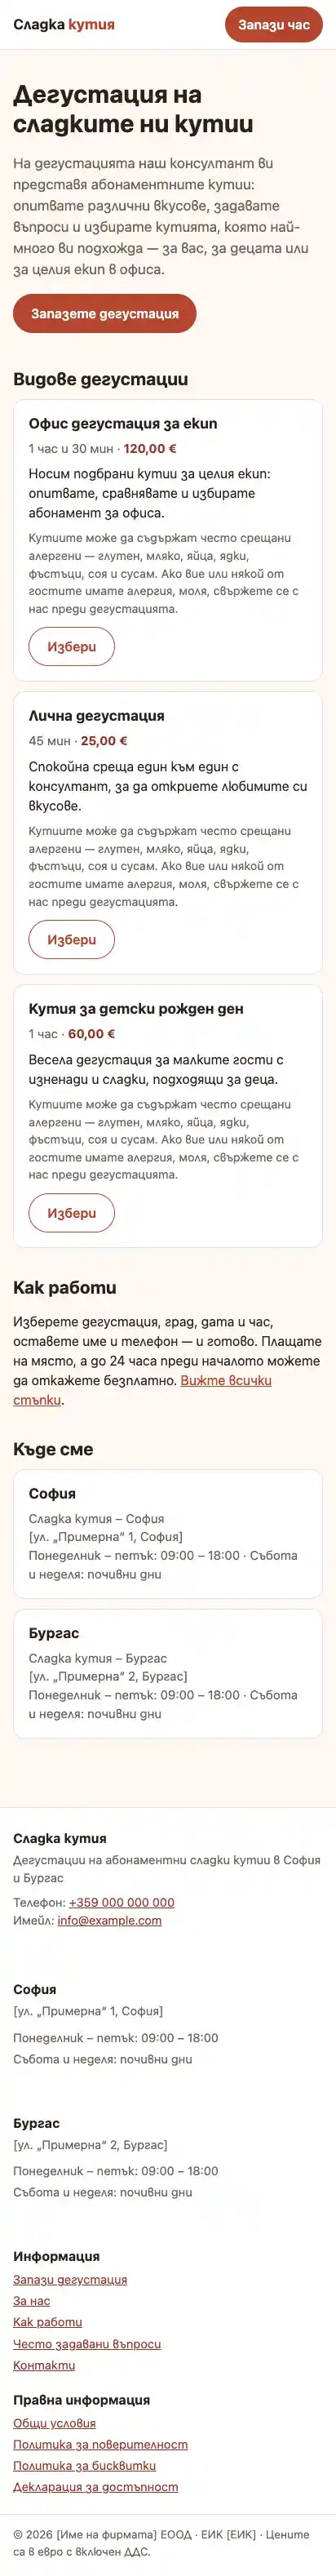 Сладка кутия
Запази час
Дегустация на
сладките ни кутии
На дегустацията наш консултант ви
представя абонаментните кутии:
опитвате различни вкусове, задавате
въпроси и избирате кутията, която най-
много ви подхожда — за вас, за децата или
за целия екип в офиса.
Запазете дегустация
Видове дегустации
Офис дегустация за екип
1 час и 30 мин · 120,00 €
Носим подбрани кутии за целия екип:
опитвате, сравнявате и избирате
абонамент за офиса.
Кутиите може да съдържат често срещани
алергени — глутен, мляко, яйца, ядки,
фъстъци, соя и сусам. Ако вие или някой от
гостите имате алергия, моля, свържете се с
нас преди дегустацията.
Избери
Лична дегустация
45 мин · 25,00 €
Спокойна среща един към един с
консултант, за да откриете любимите си
вкусове.
Кутиите може да съдържат често срещани
алергени — глутен, мляко, яйца, ядки,
фъстъци, соя и сусам. Ако вие или някой от
гостите имате алергия, моля, свържете се с
нас преди дегустацията.
Избери
Кутия за детски рожден ден
1 час · 60,00 €
Весела дегустация за малките гости с
изненади и сладки, подходящи за деца.
Кутиите може да съдържат често срещани
алергени — глутен, мляко, яйца, ядки,
фъстъци, соя и сусам. Ако вие или някой от
гостите имате алергия, моля, свържете се с
нас преди дегустацията.
Избери
Как работи
Изберете дегустация, град, дата и час,
оставете име и телефон — и готово. Плащате
на място, а до 24 часа преди началото можете
да откажете безплатно. Вижте всички
стъпки.
Къде сме
София
Сладка кутия – София
[ул. „Примерна“ 1, София]
Понеделник – петък: 09:00 – 18:00 · Събота
и неделя: почивни дни
Бургас
Сладка кутия – Бургас
[ул. „Примерна“ 2, Бургас]
Понеделник – петък: 09:00 – 18:00 · Събота
и неделя: почивни дни
Сладка кутия
Дегустации на абонаментни сладки кутии в София
и Бургас
Телефон: +359 000 000 000
Имейл: info@example.com
София
[ул. „Примерна“ 1, София]
Понеделник – петък: 09:00 – 18:00
Събота и неделя: почивни дни
Бургас
[ул. „Примерна“ 2, Бургас]
Понеделник – петък: 09:00 – 18:00
Събота и неделя: почивни дни
Информация
Запази дегустация
За нас
Как работи
Често задавани въпроси
Контакти
Правна информация
Общи условия
Политика за поверителност
Политика за бисквитки
Декларация за достъпност
© 2026 [Име на фирмата] ЕООД · ЕИК [ЕИК] · Цените
са в евро с включен ДДС.